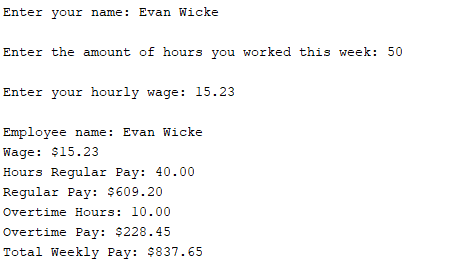 Enter your name: Evan Wicke
Enter the amount of hours you worked this week: 50
Enter your hourly wage: 15.23
Employee name: Evan Wicke
Wage: $15.23
Hours Regular Pay: 40.00
Regular Pay: $609.20
Overtime Hours: 10.00
Overtime Pay: $228.45
Total Weekly Pay: $837.65